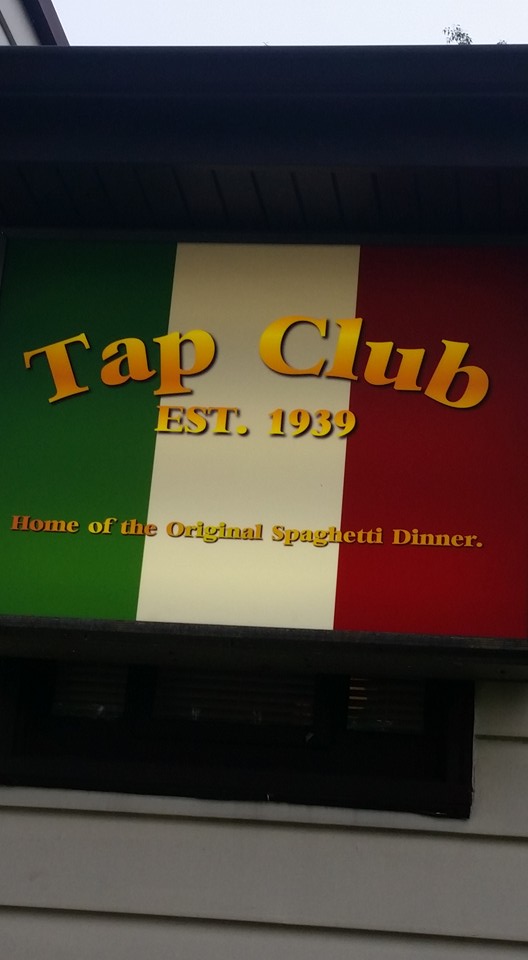 Tap Club
EST. 1939
Home of the Original Spaghetti Dinner.